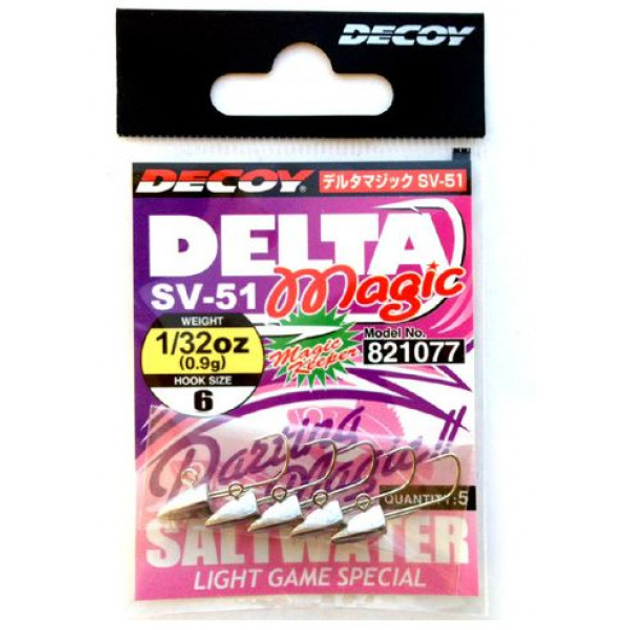 DECOY
DECOY® デルタマジック SV-51
DELTA
SV-51 Magic
WEIGHT
1/32oz
(0.9g)
HOOK SIZE
6
Magic
Keeper
Model No.
821077
Darting
Magic!!
QUANTITY:5
SALTWATER
LIGHT GAME SPECIAL